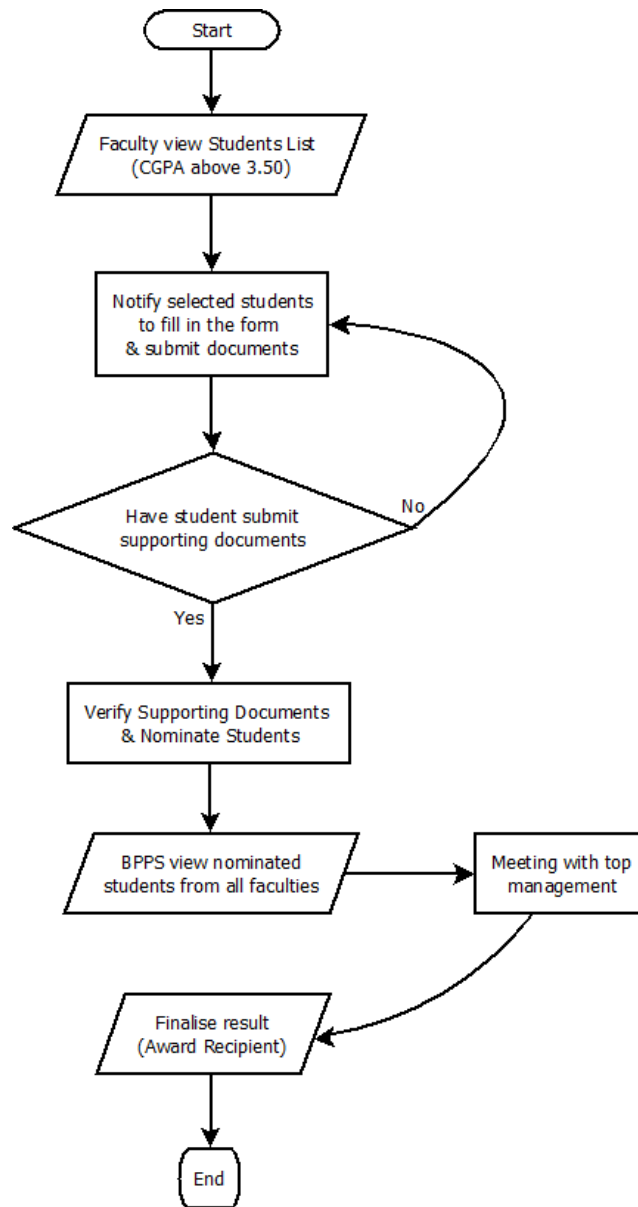 Start
Faculty view Students List
(CGPA above 3.50)
Notify selected students
to fill in the form
& submit documents
Have student submit
supporting documents
No
Yes
Verify Supporting Documents
& Nominate Students
BPPS view nominated
students from all faculties
Meeting with top
management
Finalise result
(Award Recipient)
End